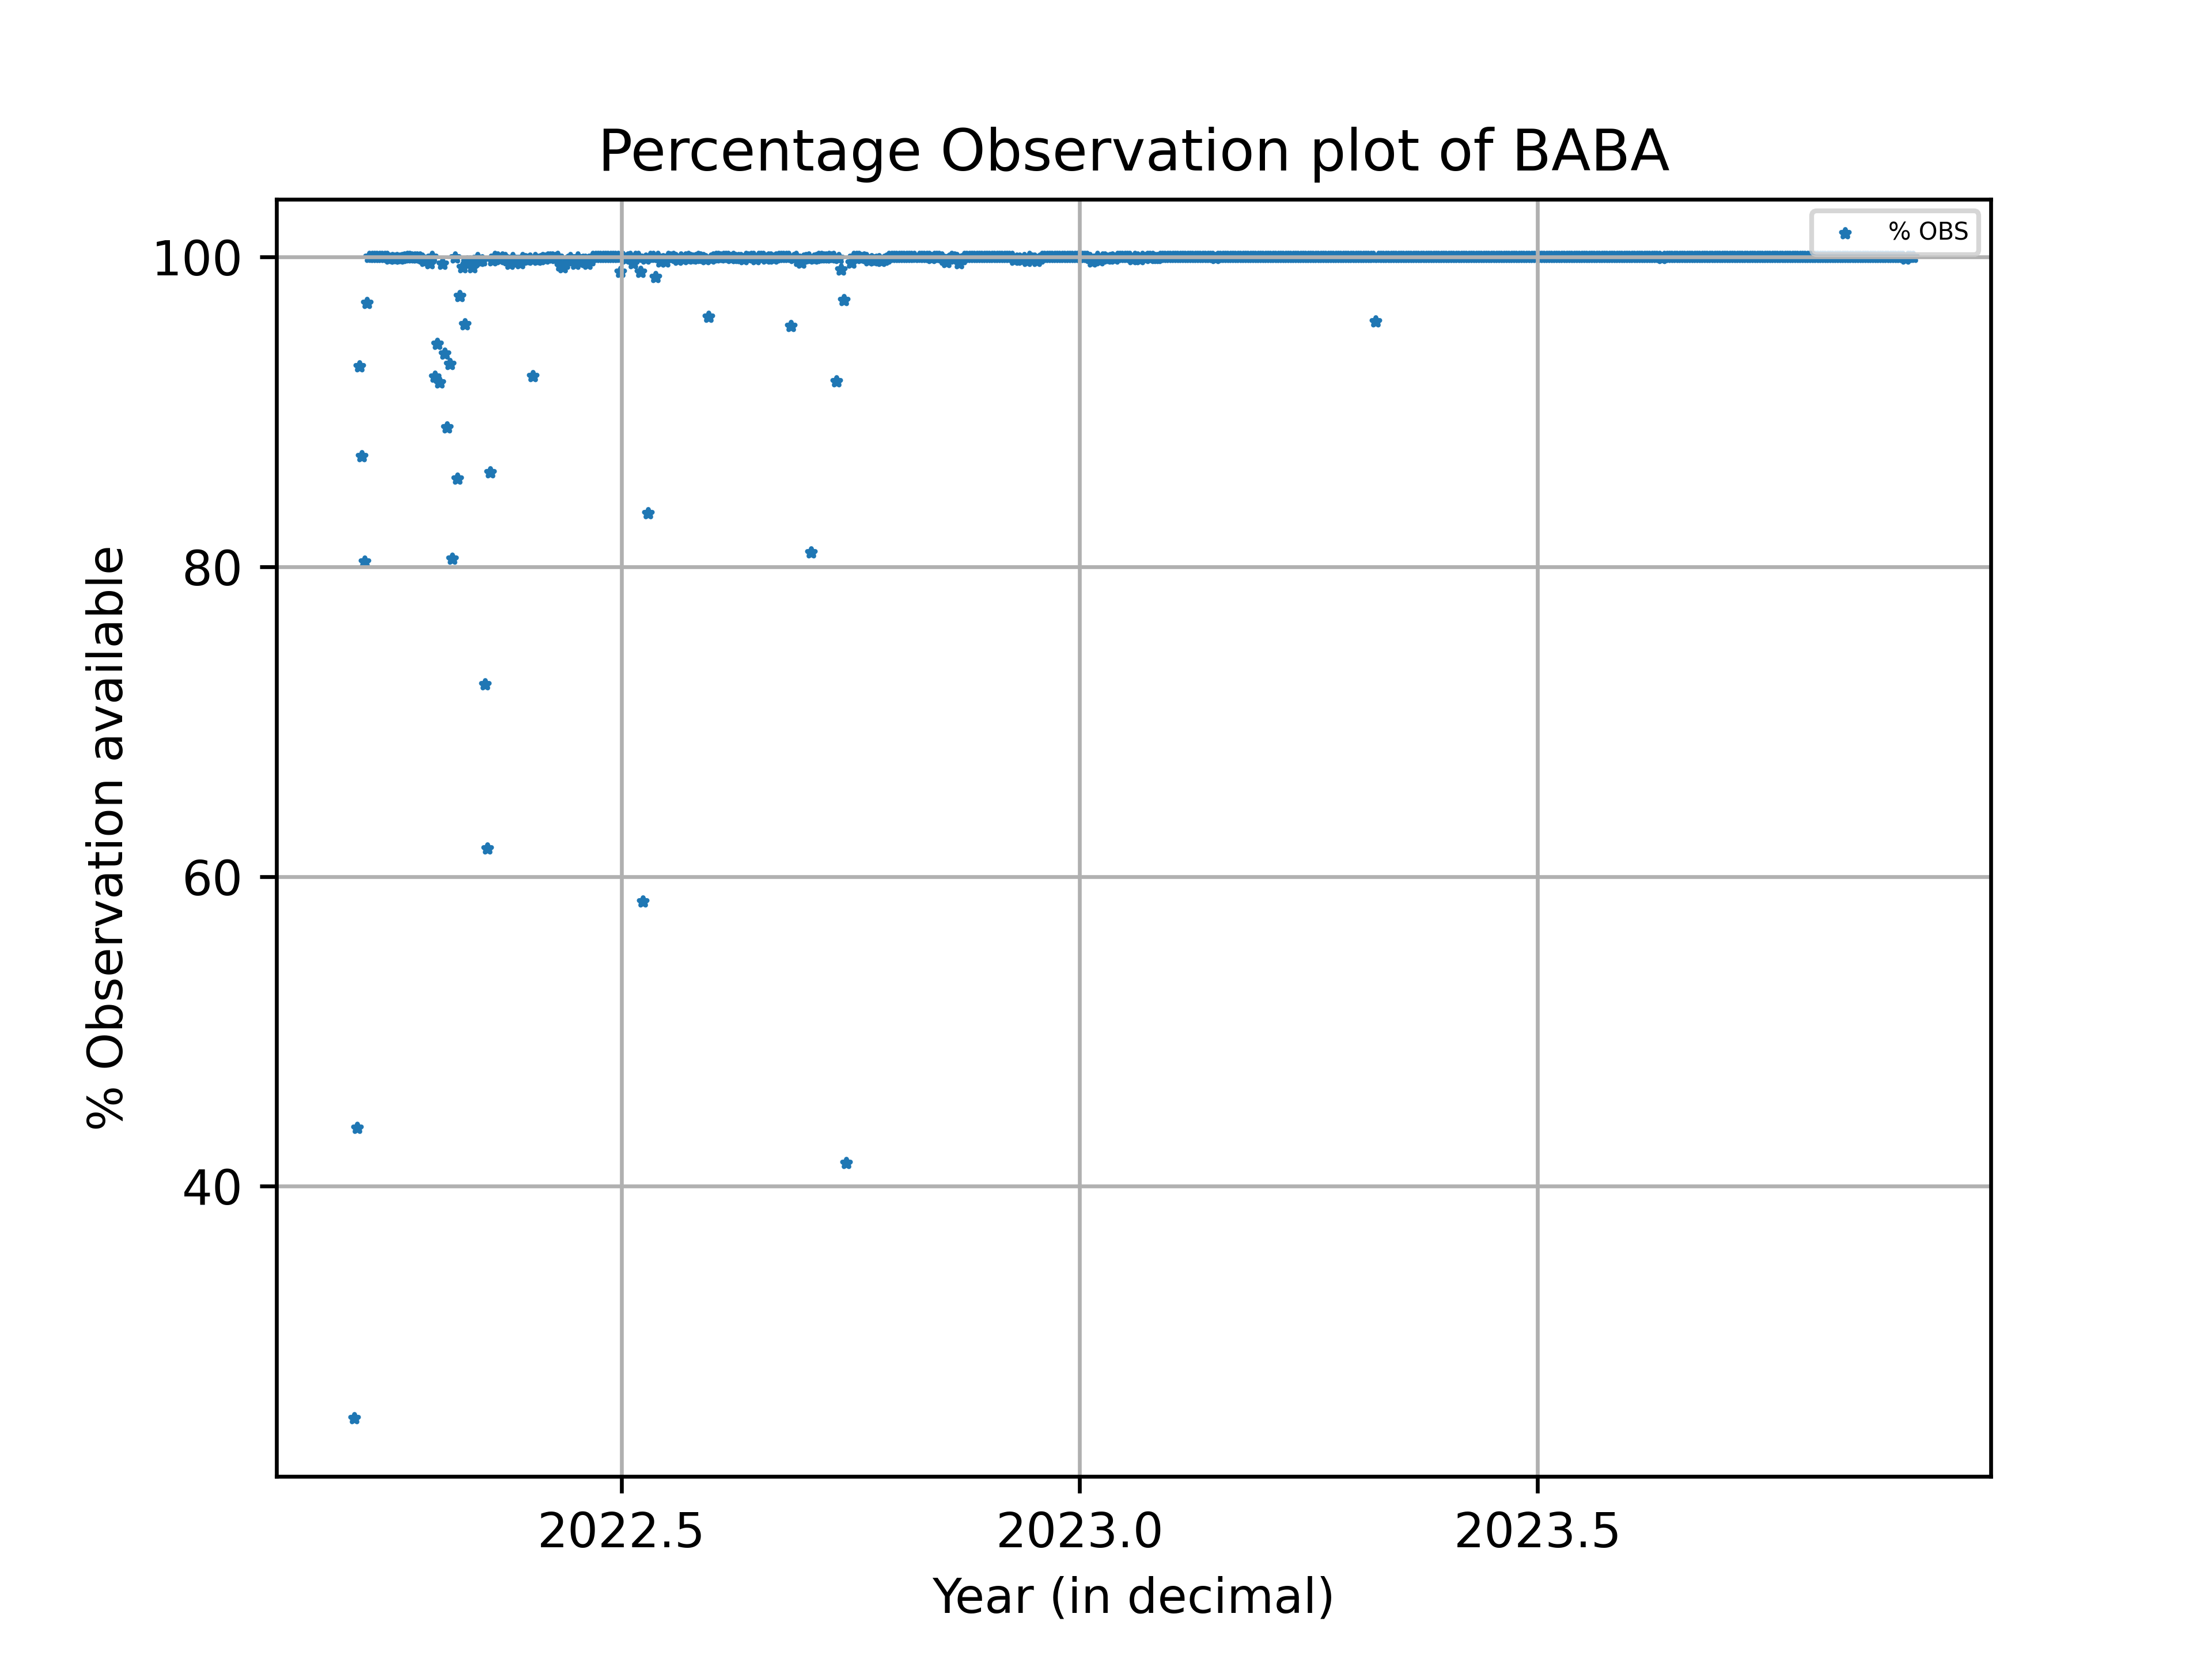 Percentage Observation plot of BABA
% OBS
100
80
60
40
% Observation available
2022.5 2023.0 2023.5
Year (in decimal)